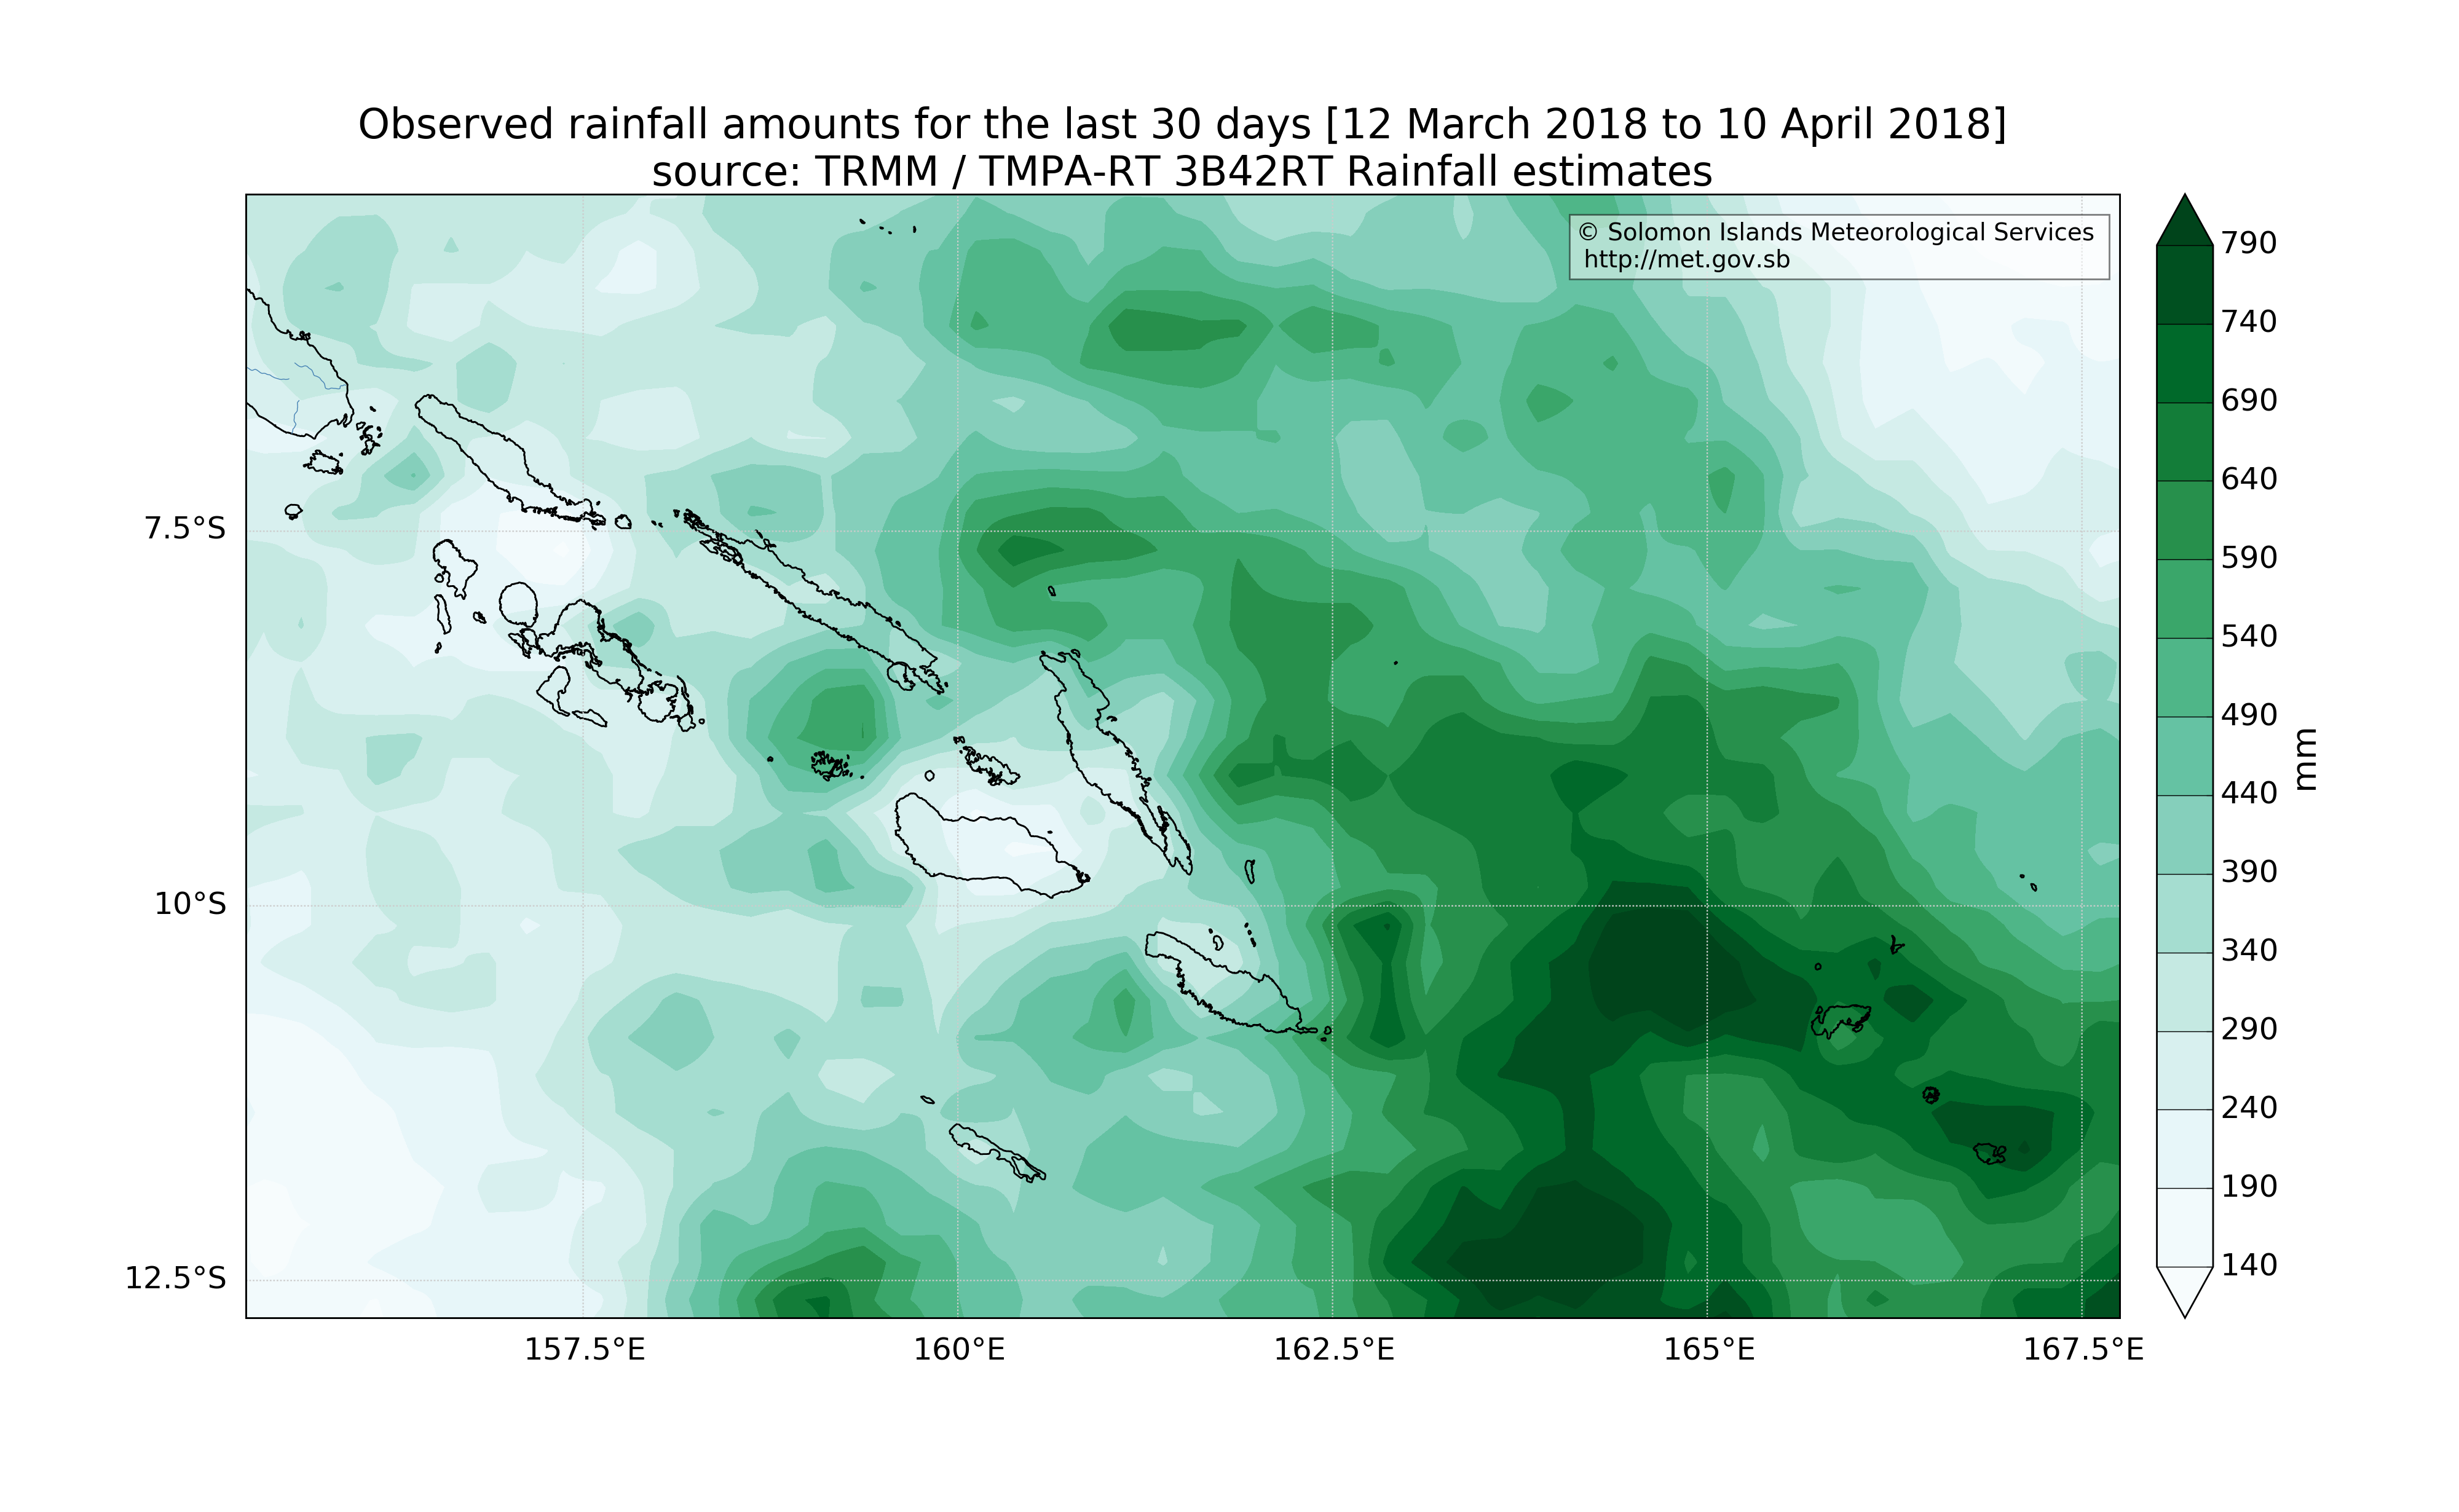 Observed rainfall amounts for the last 30 days [12 March 2018 to 10 April 2018]
source: TRMM / TMPA-RT 3B42RT Rainfall estimates
© Solomon Islands Meteorological Services
http://met.gov.sb
7.5°S
10°S
12.5°S
157.5°E
160°E
162.5°E
165°E
167.5°E
790
740
690
640
590
540
490
440
390
340
290
240
190
140
mm